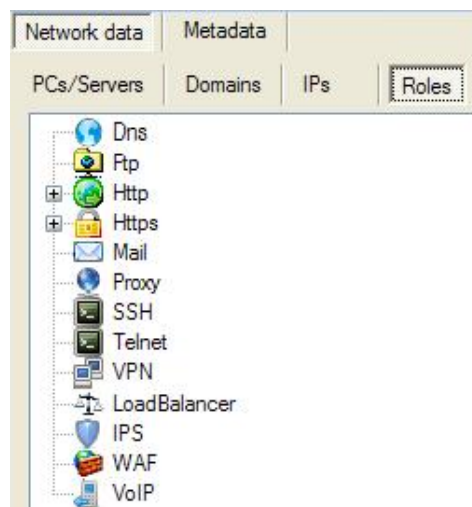 Network data Metadata
PCs/Servers Domains IPs Roles
Dns
Ftp
Http
Https
Mail
Proxy
SSH
Telnet
VPN
LoadBalancer
IPS
WAF
VoIP